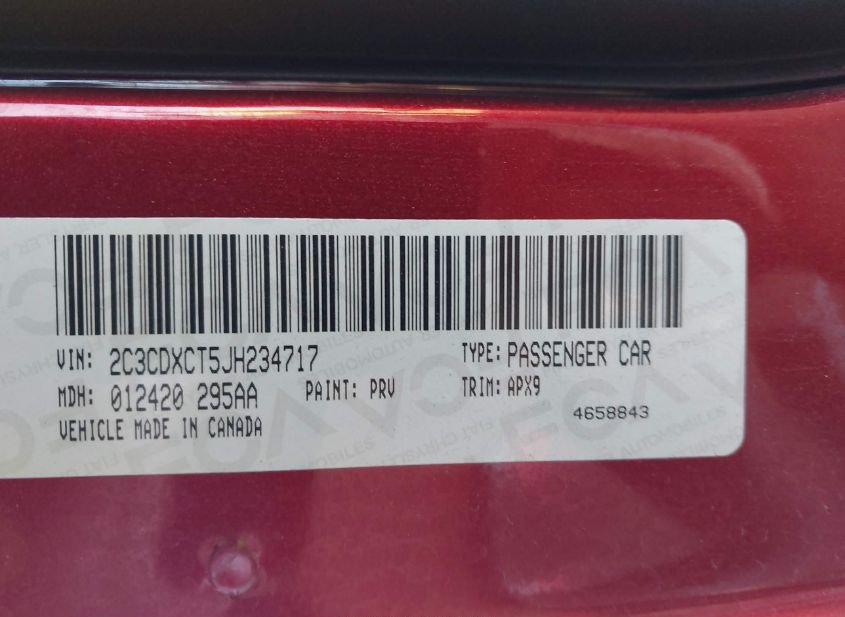 VIN: 2C3CDXCT5JH234717 TYPE: PASSENGER CAR
MDH: 012420 295AA PAINT: PRV TRIM: APX9
VEHICLE MADE IN CANADA 4658843